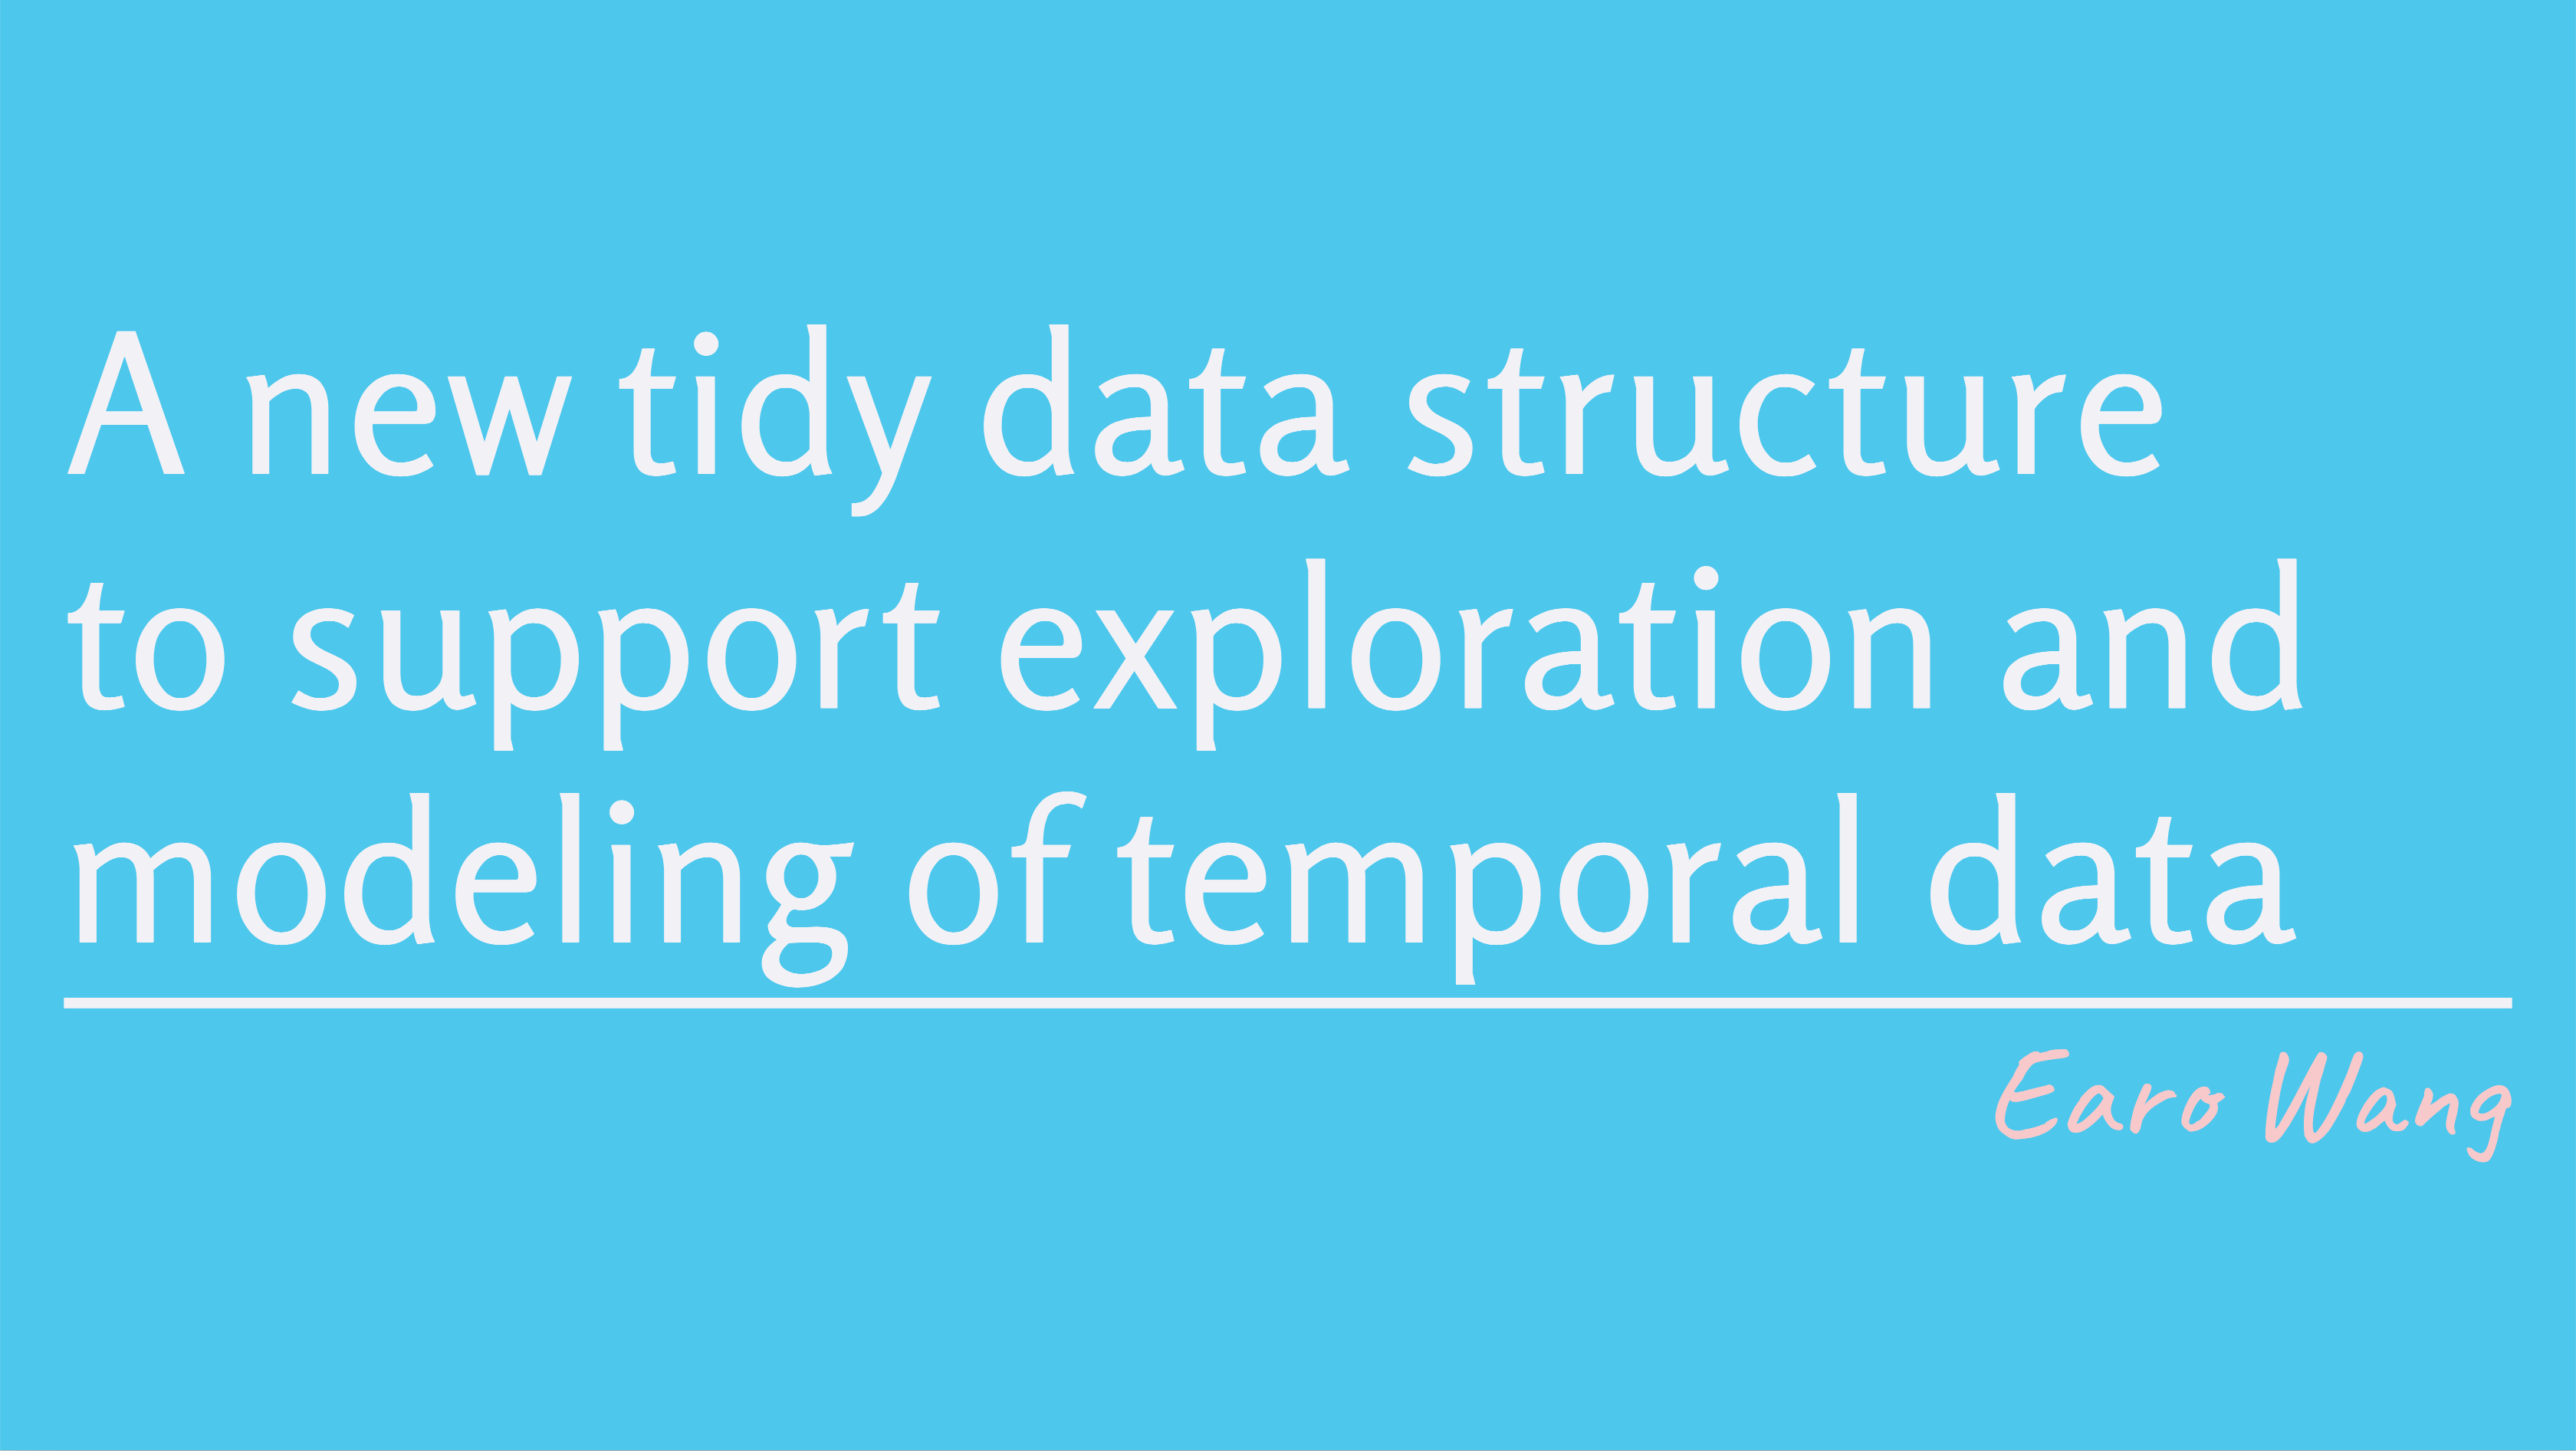 A new tidy data structure
to support exploration and
modeling of temporal data
Earo Wang